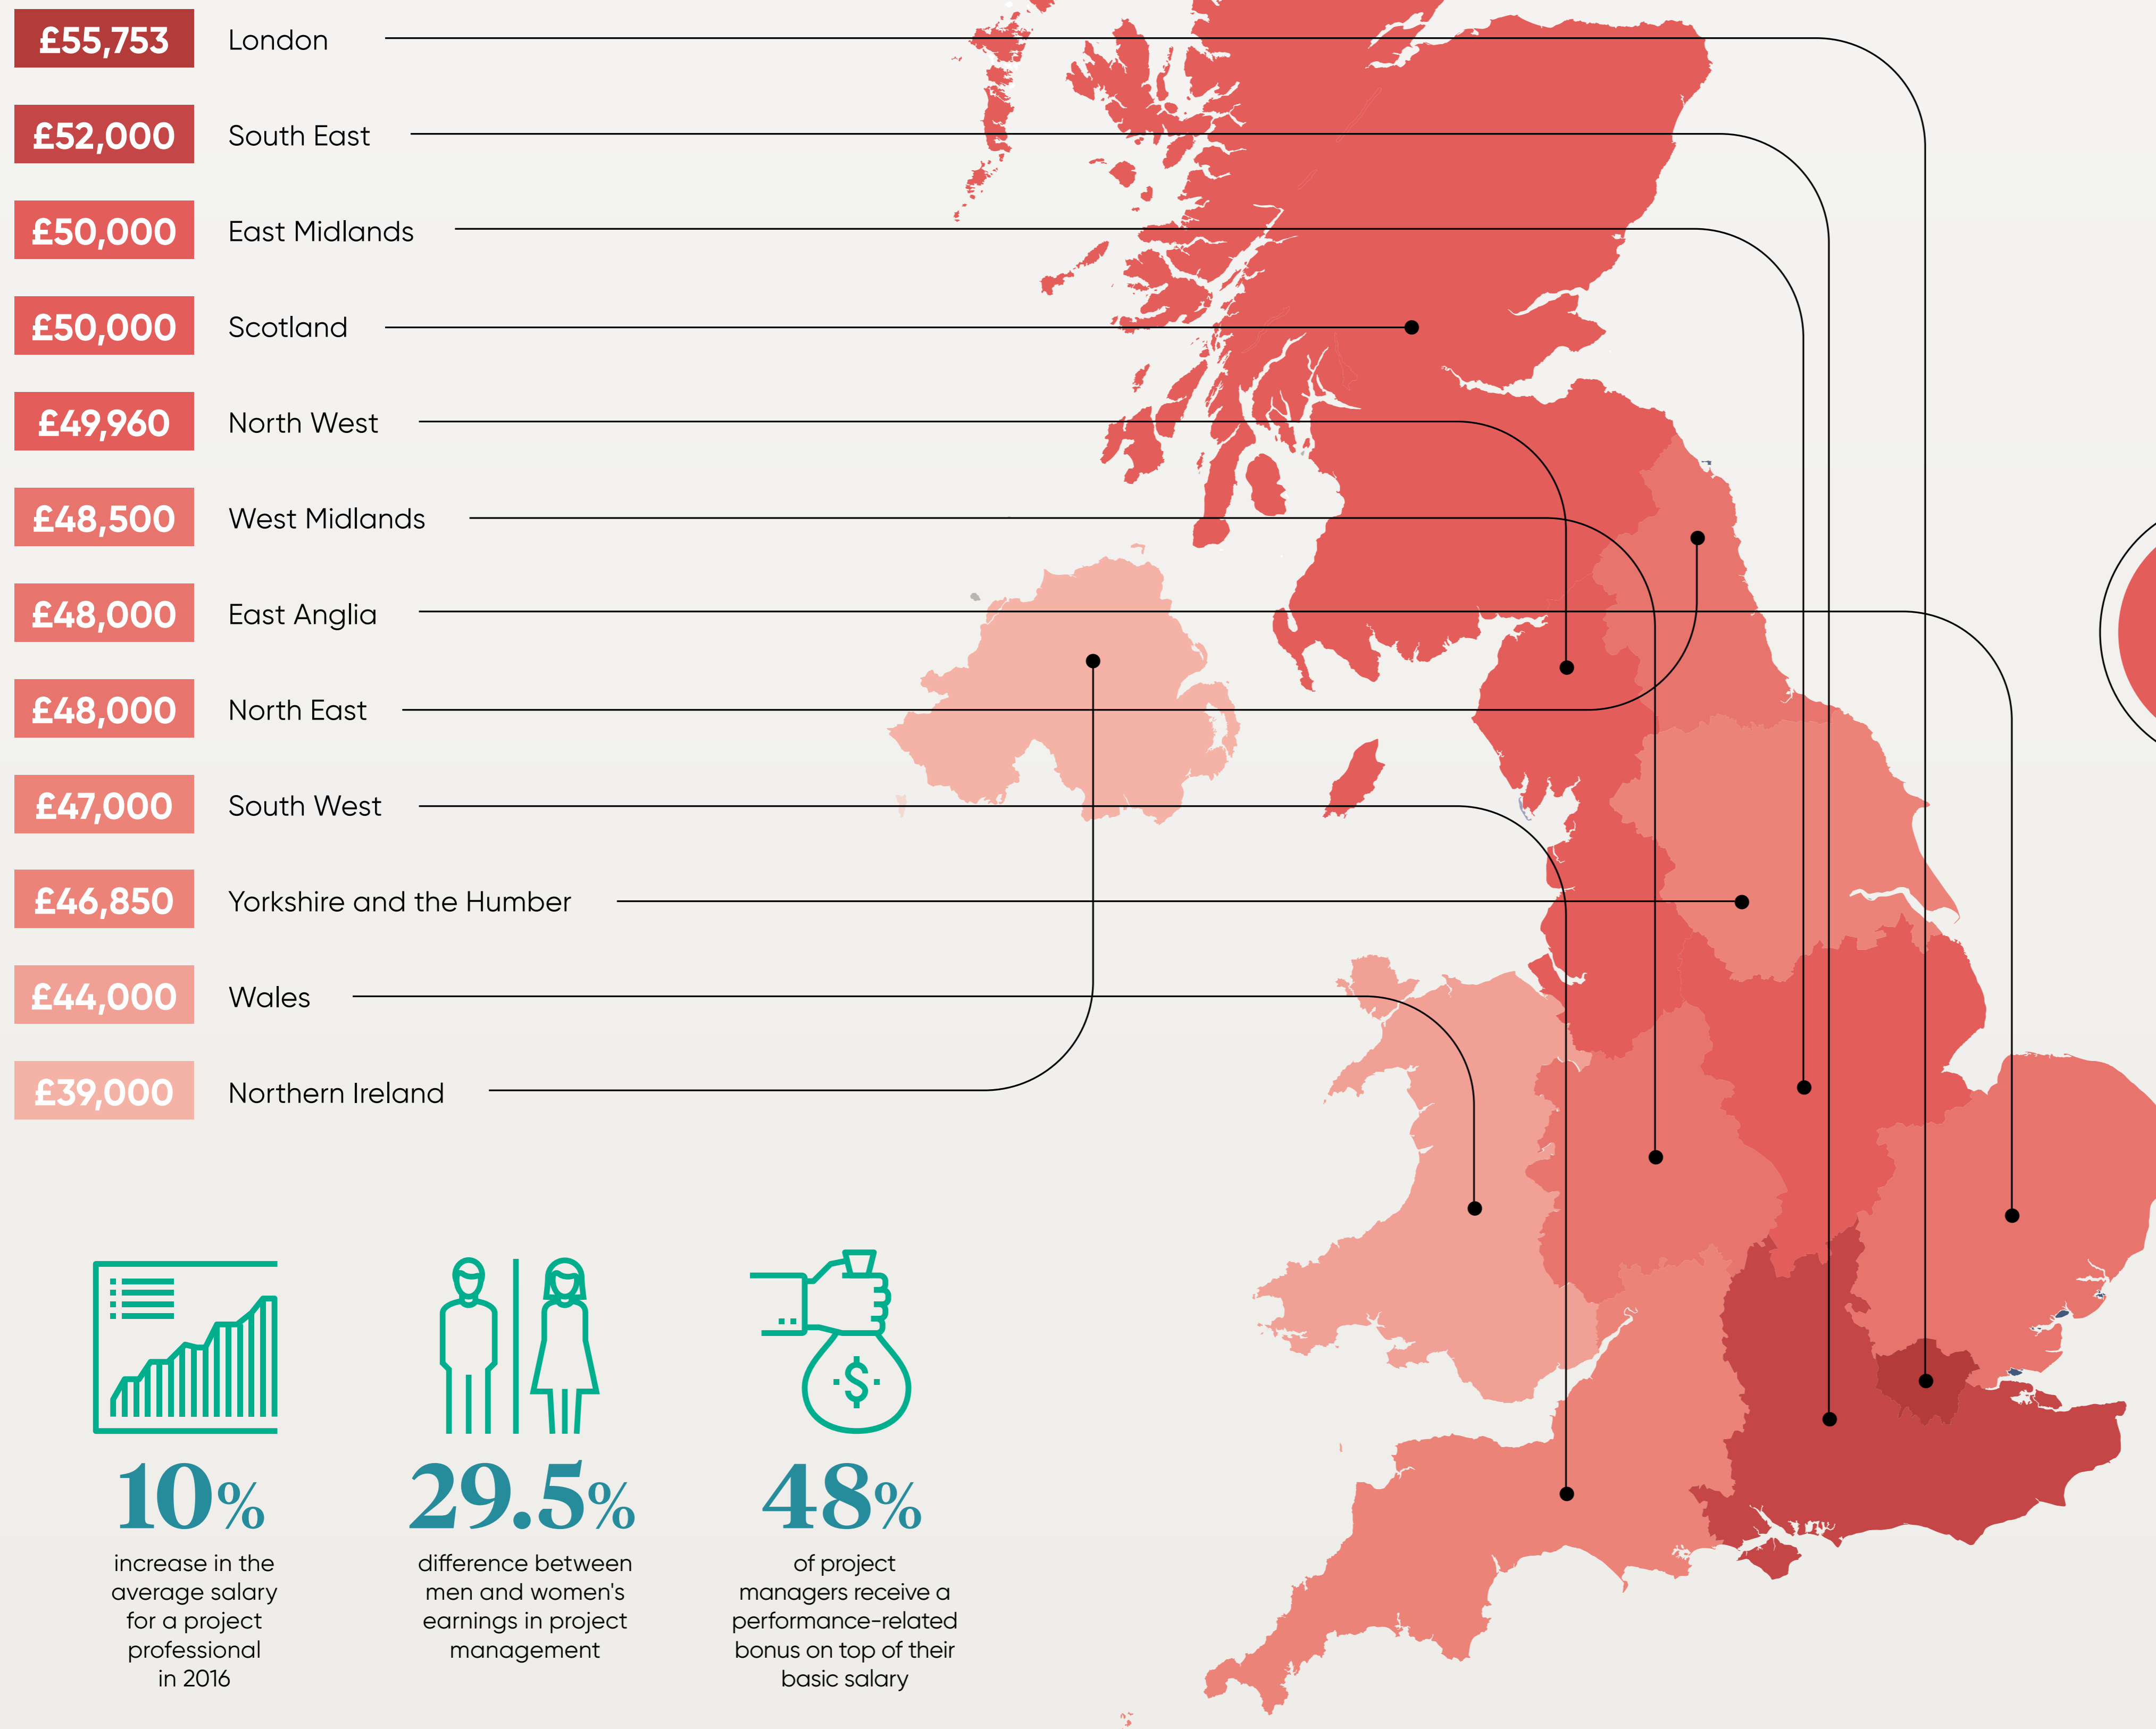 £55,753 London
£52,000 South East
£50,000 East Midlands
£50,000 Scotland
£49,960 North West
£48,500 West Midlands
£48,000 East Anglia
£48,000 North East
£47,000 South West
£46,850 Yorkshire and the Humber
£44,000 Wales
£39,000 Northern Ireland
$
10%
increase in the
average salary
for a project
professional
in 2016
29.5%
difference between
men and women's
earnings in project
management
48%
of project
managers receive a
performance-related
bonus on top of their
basic salary